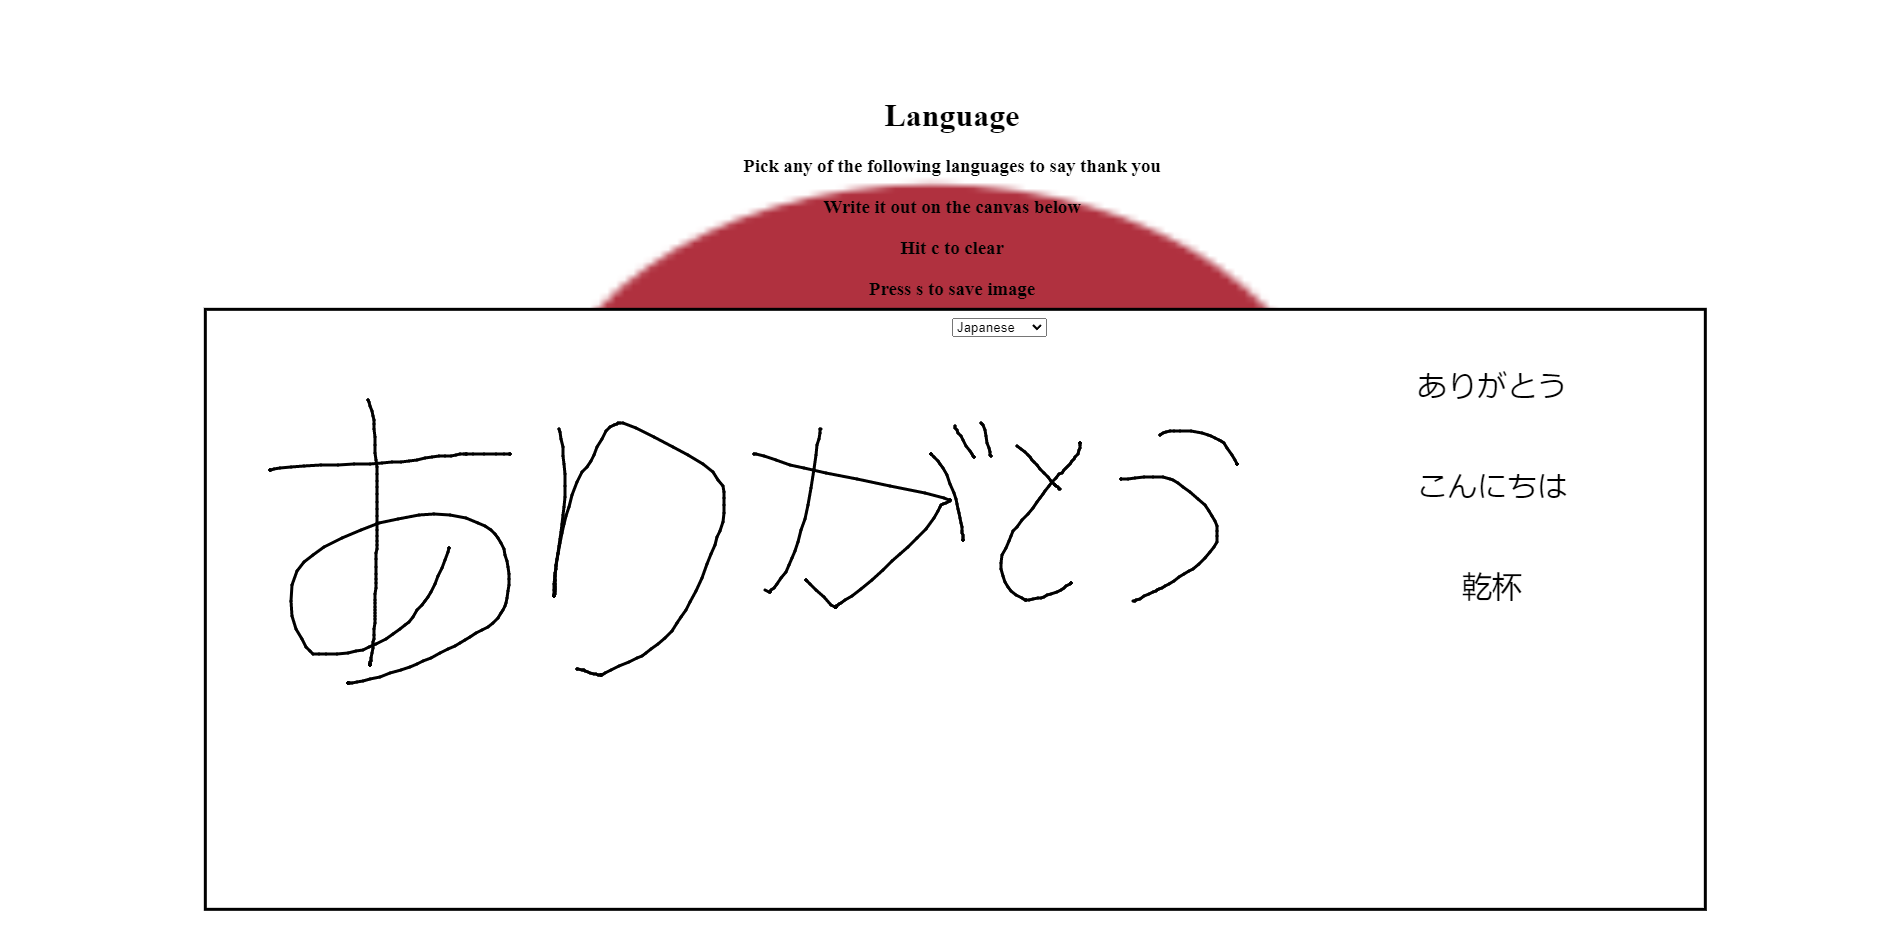 Language
Pick any of the following languages to say thank you
Write it out on the canvas below
Hit c to clear
Press s to save image
Japanese
ありがとう
ありがとう
こんにちは
乾杯